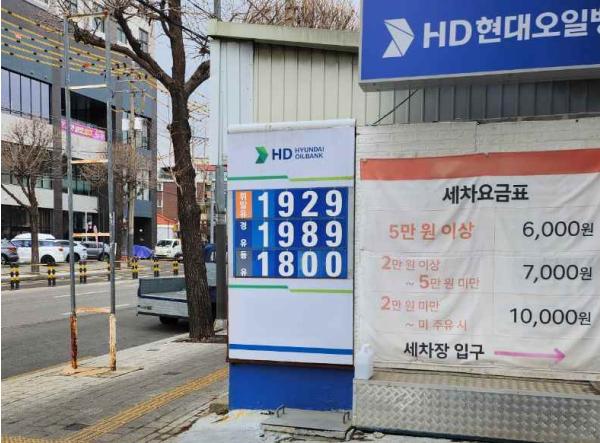 HD현대오일뱅
HD HYUNDAI OILBANK
휘발유 1929
경유 1989
등유 1800
세차요금표
5만 원 이상 6,000원
2만 원 이상 ~ 5만 원 미만 7,000원
2만 원 미만 ~ 미 주유 시 10,000원
세차장 입구